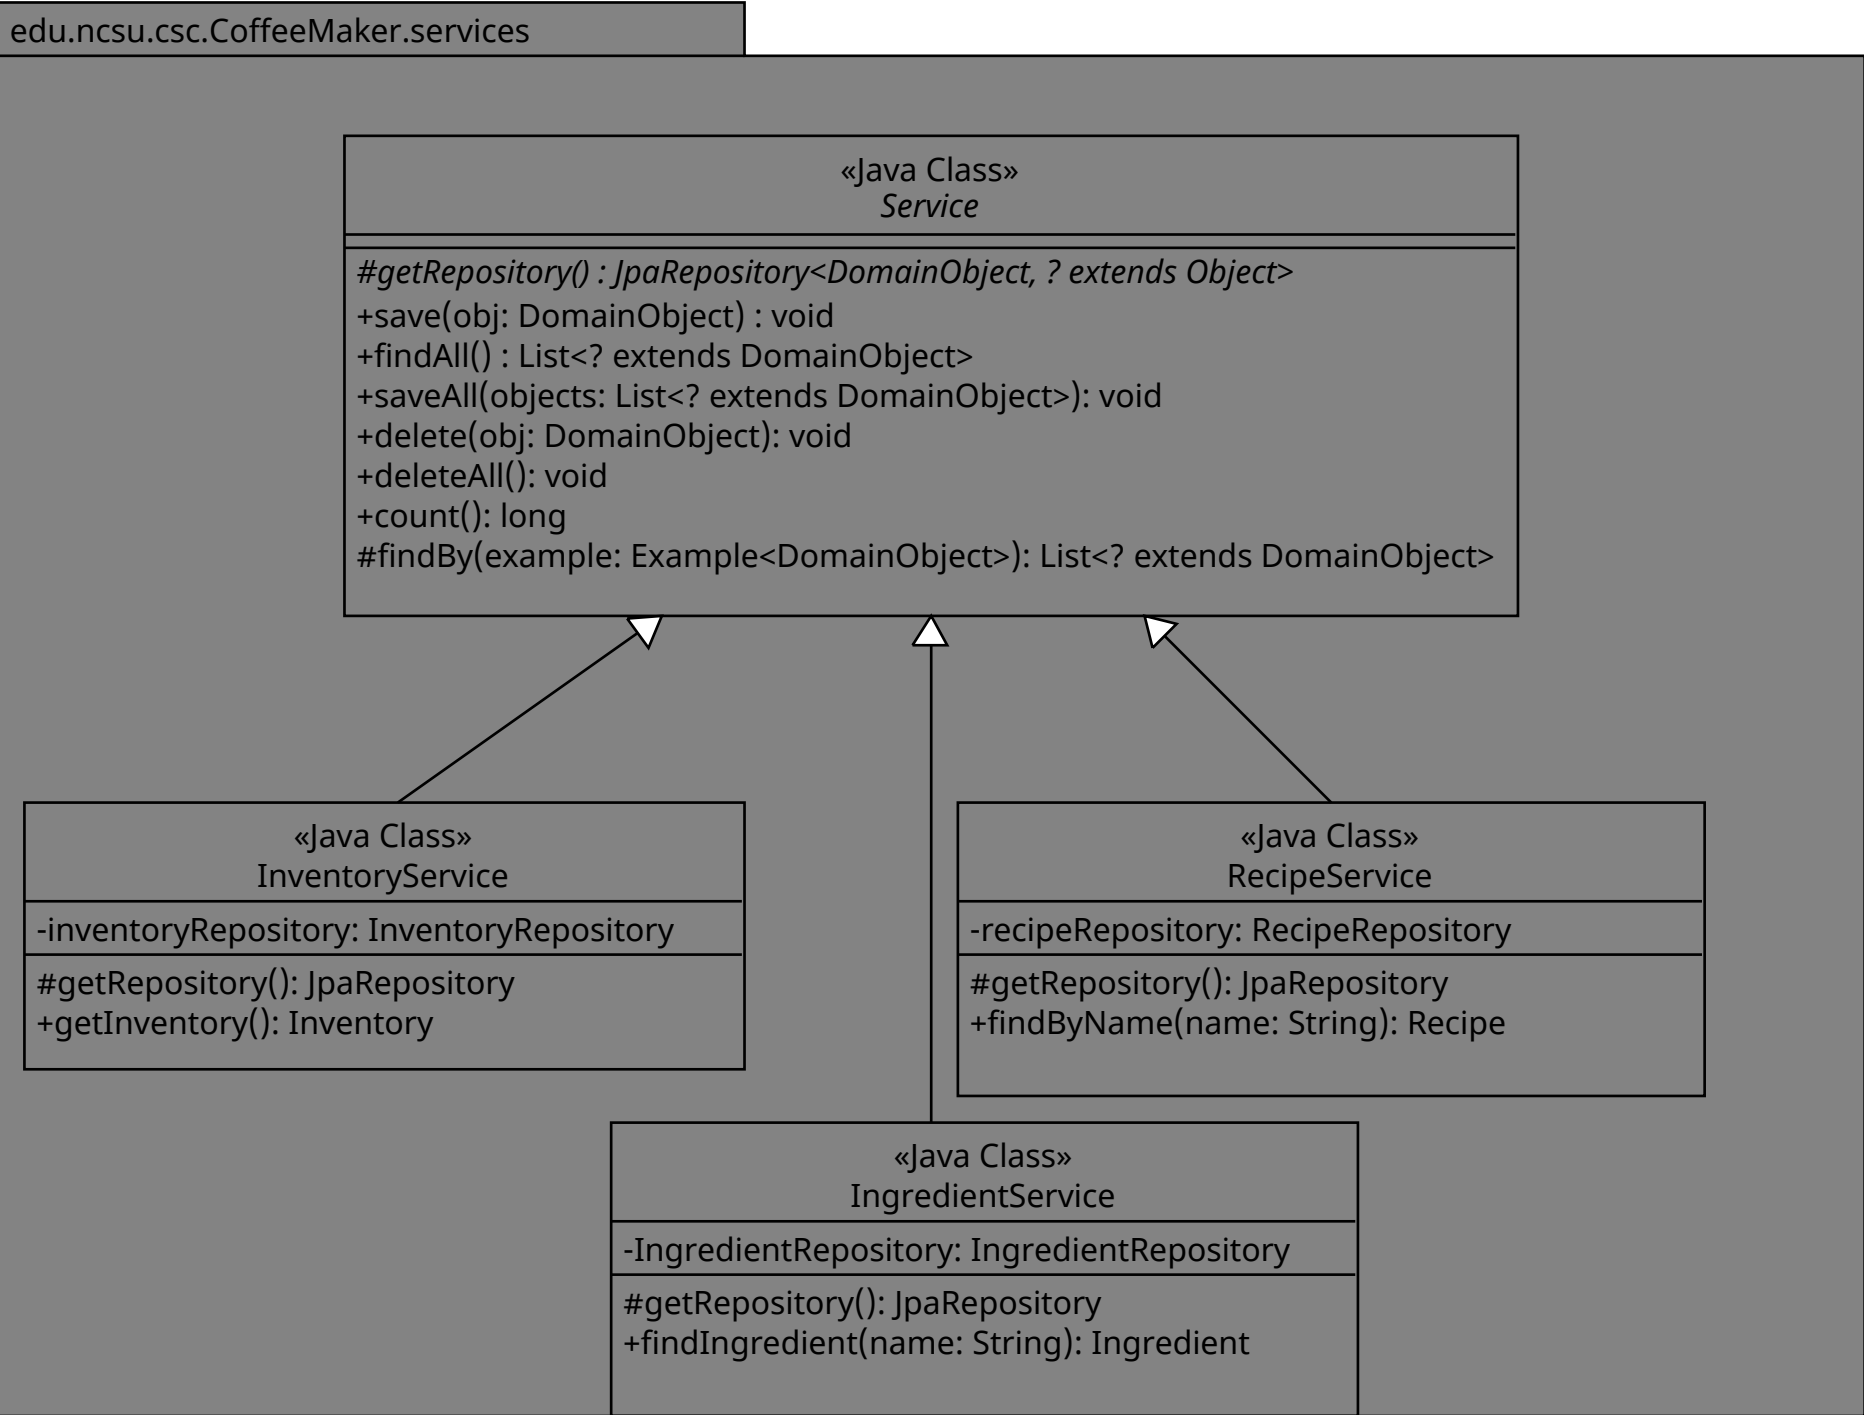 edu.ncsu.csc.CoffeeMaker.services
«Java Class»
Service
#getRepository() : JpaRepository<DomainObject, ? extends Object>
+save(obj: DomainObject) : void
+findAll() : List<? extends DomainObject>
+saveAll(objects: List<? extends DomainObject>): void
+delete(obj: DomainObject): void
+deleteAll(): void
+count(): long
#findBy(example: Example<DomainObject>): List<? extends DomainObject>
«Java Class»
InventoryService
-inventoryRepository: InventoryRepository
#getRepository(): JpaRepository
+getInventory(): Inventory
«Java Class»
RecipeService
-recipeRepository: RecipeRepository
#getRepository(): JpaRepository
+findByName(name: String): Recipe
«Java Class»
IngredientService
-IngredientRepository: IngredientRepository
#getRepository(): JpaRepository
+findIngredient(name: String): Ingredient